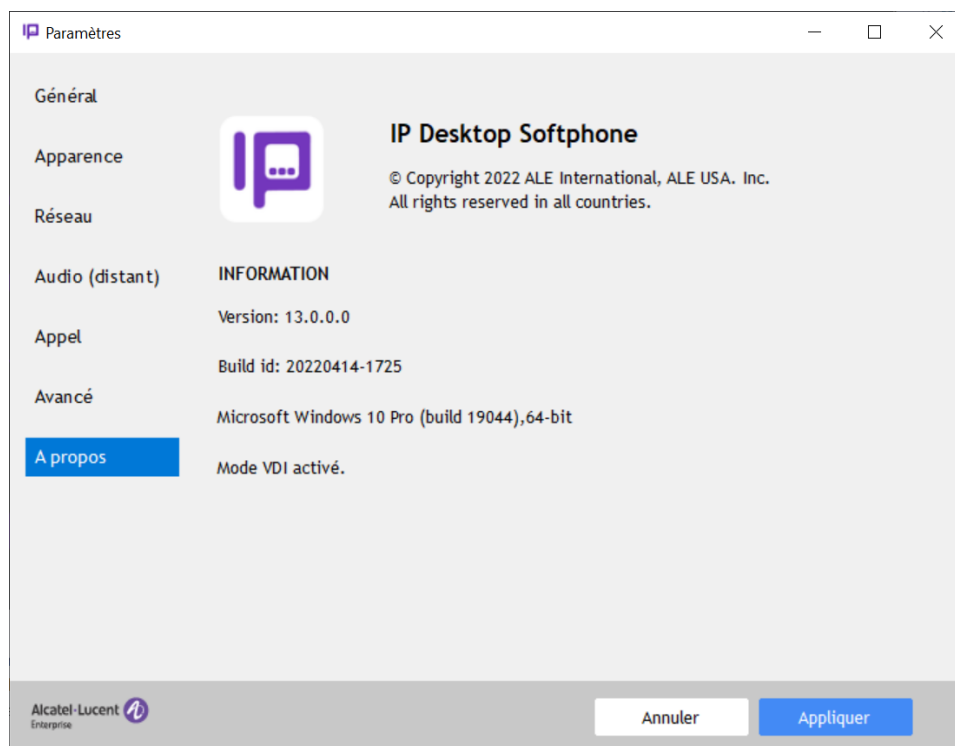 Paramètres
Général
Apparence
Réseau
Audio (distant)
Appel
Avancé
A propos
IP Desktop Softphone
© Copyright 2022 ALE International, ALE USA. Inc.
All rights reserved in all countries.
INFORMATION
Version: 13.0.0.0
Build id: 20220414-1725
Microsoft Windows 10 Pro (build 19044),64-bit
Mode VDI activé.
Alcatel·Lucent
Enterprise
Annuler
Appliquer